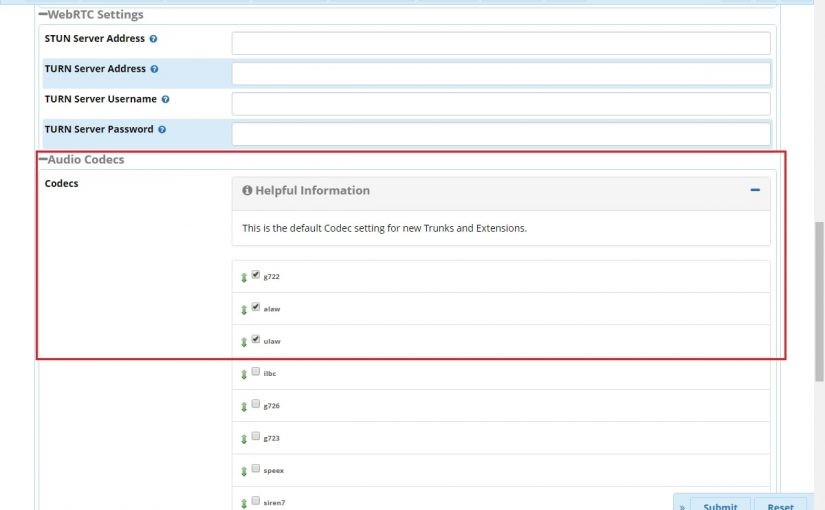 WebRTC Settings
STUN Server Address
TURN Server Address
TURN Server Username
TURN Server Password
Audio Codecs
Codecs
Helpful Information
This is the default Codec setting for new Trunks and Extensions.
g722
alaw
ulaw
ilbc
g726
g723
speex
siren7
» Submit Reset